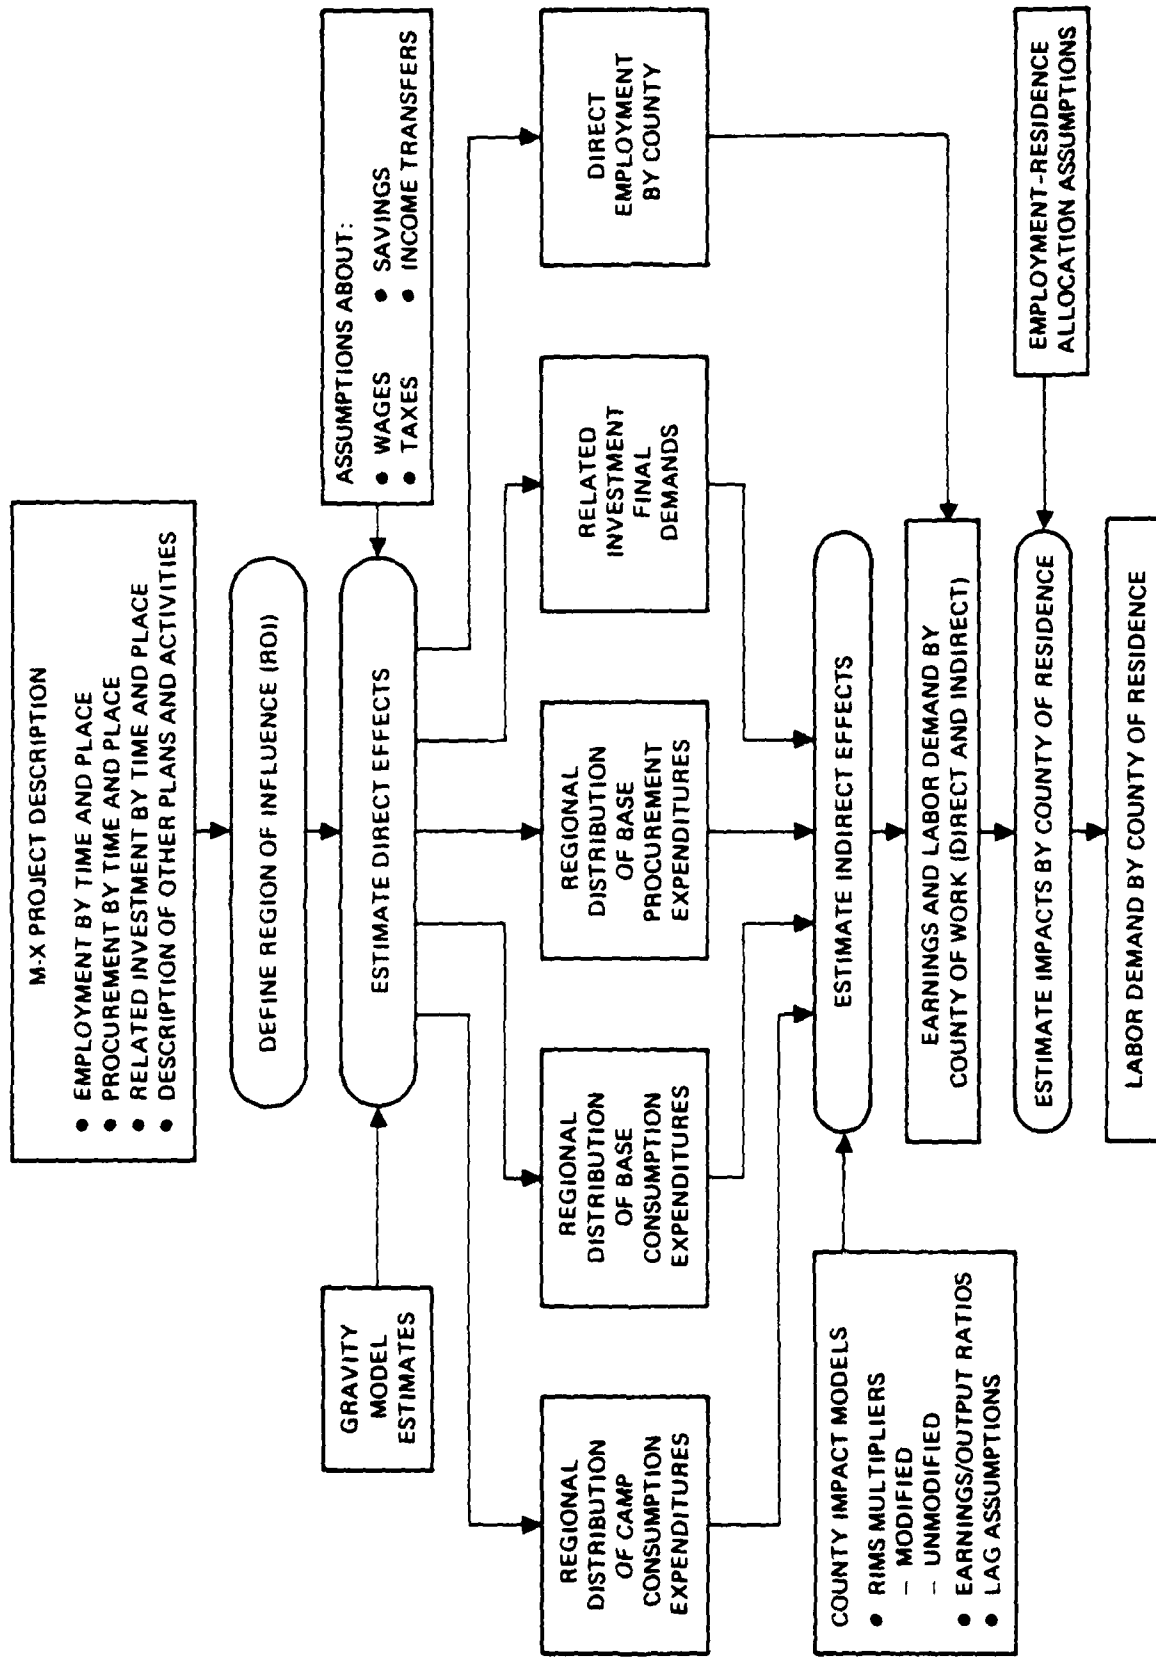 M-X PROJECT DESCRIPTION
● EMPLOYMENT BY TIME AND PLACE
● PROCUREMENT BY TIME AND PLACE
● RELATED INVESTMENT BY TIME AND PLACE
● DESCRIPTION OF OTHER PLANS AND ACTIVITIES
DEFINE REGION OF INFLUENCE (ROI)
GRAVITY
MODEL
ESTIMATES
ESTIMATE DIRECT EFFECTS
ASSUMPTIONS ABOUT:
● WAGES ● SAVINGS
● TAXES ● INCOME TRANSFERS
REGIONAL
DISTRIBUTION
OF CAMP
CONSUMPTION
EXPENDITURES
REGIONAL
DISTRIBUTION
OF BASE
CONSUMPTION
EXPENDITURES
REGIONAL
DISTRIBUTION
OF BASE
PROCUREMENT
EXPENDITURES
RELATED
INVESTMENT
FINAL
DEMANDS
DIRECT
EMPLOYMENT
BY COUNTY
COUNTY IMPACT MODELS
● RIMS MULTIPLIERS
– MODIFIED
– UNMODIFIED
● EARNINGS/OUTPUT RATIOS
● LAG ASSUMPTIONS
ESTIMATE INDIRECT EFFECTS
EARNINGS AND LABOR DEMAND BY
COUNTY OF WORK (DIRECT AND INDIRECT)
EMPLOYMENT-RESIDENCE
ALLOCATION ASSUMPTIONS
ESTIMATE IMPACTS BY COUNTY OF RESIDENCE
LABOR DEMAND BY COUNTY OF RESIDENCE